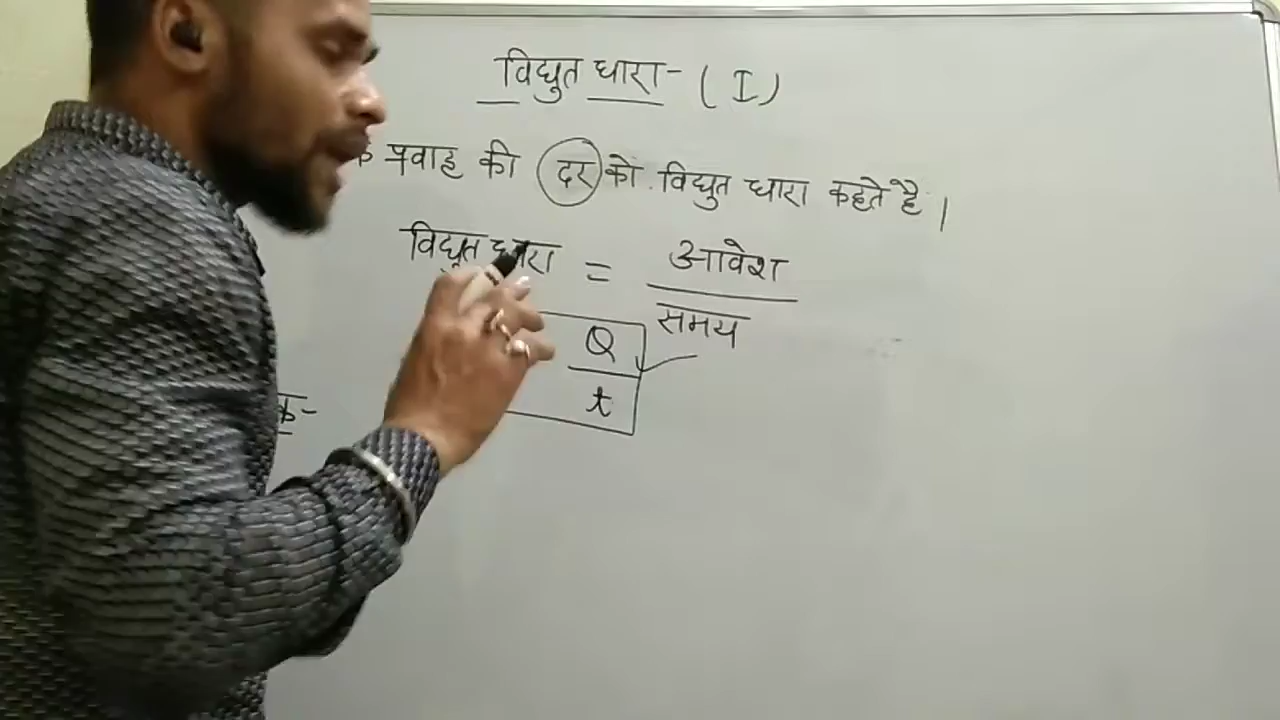 विद्युत धारा- ( I )
प्रवाह की दर को विद्युत धारा कहते है।
विद्युत धारा = आवेश / समय
Q / t